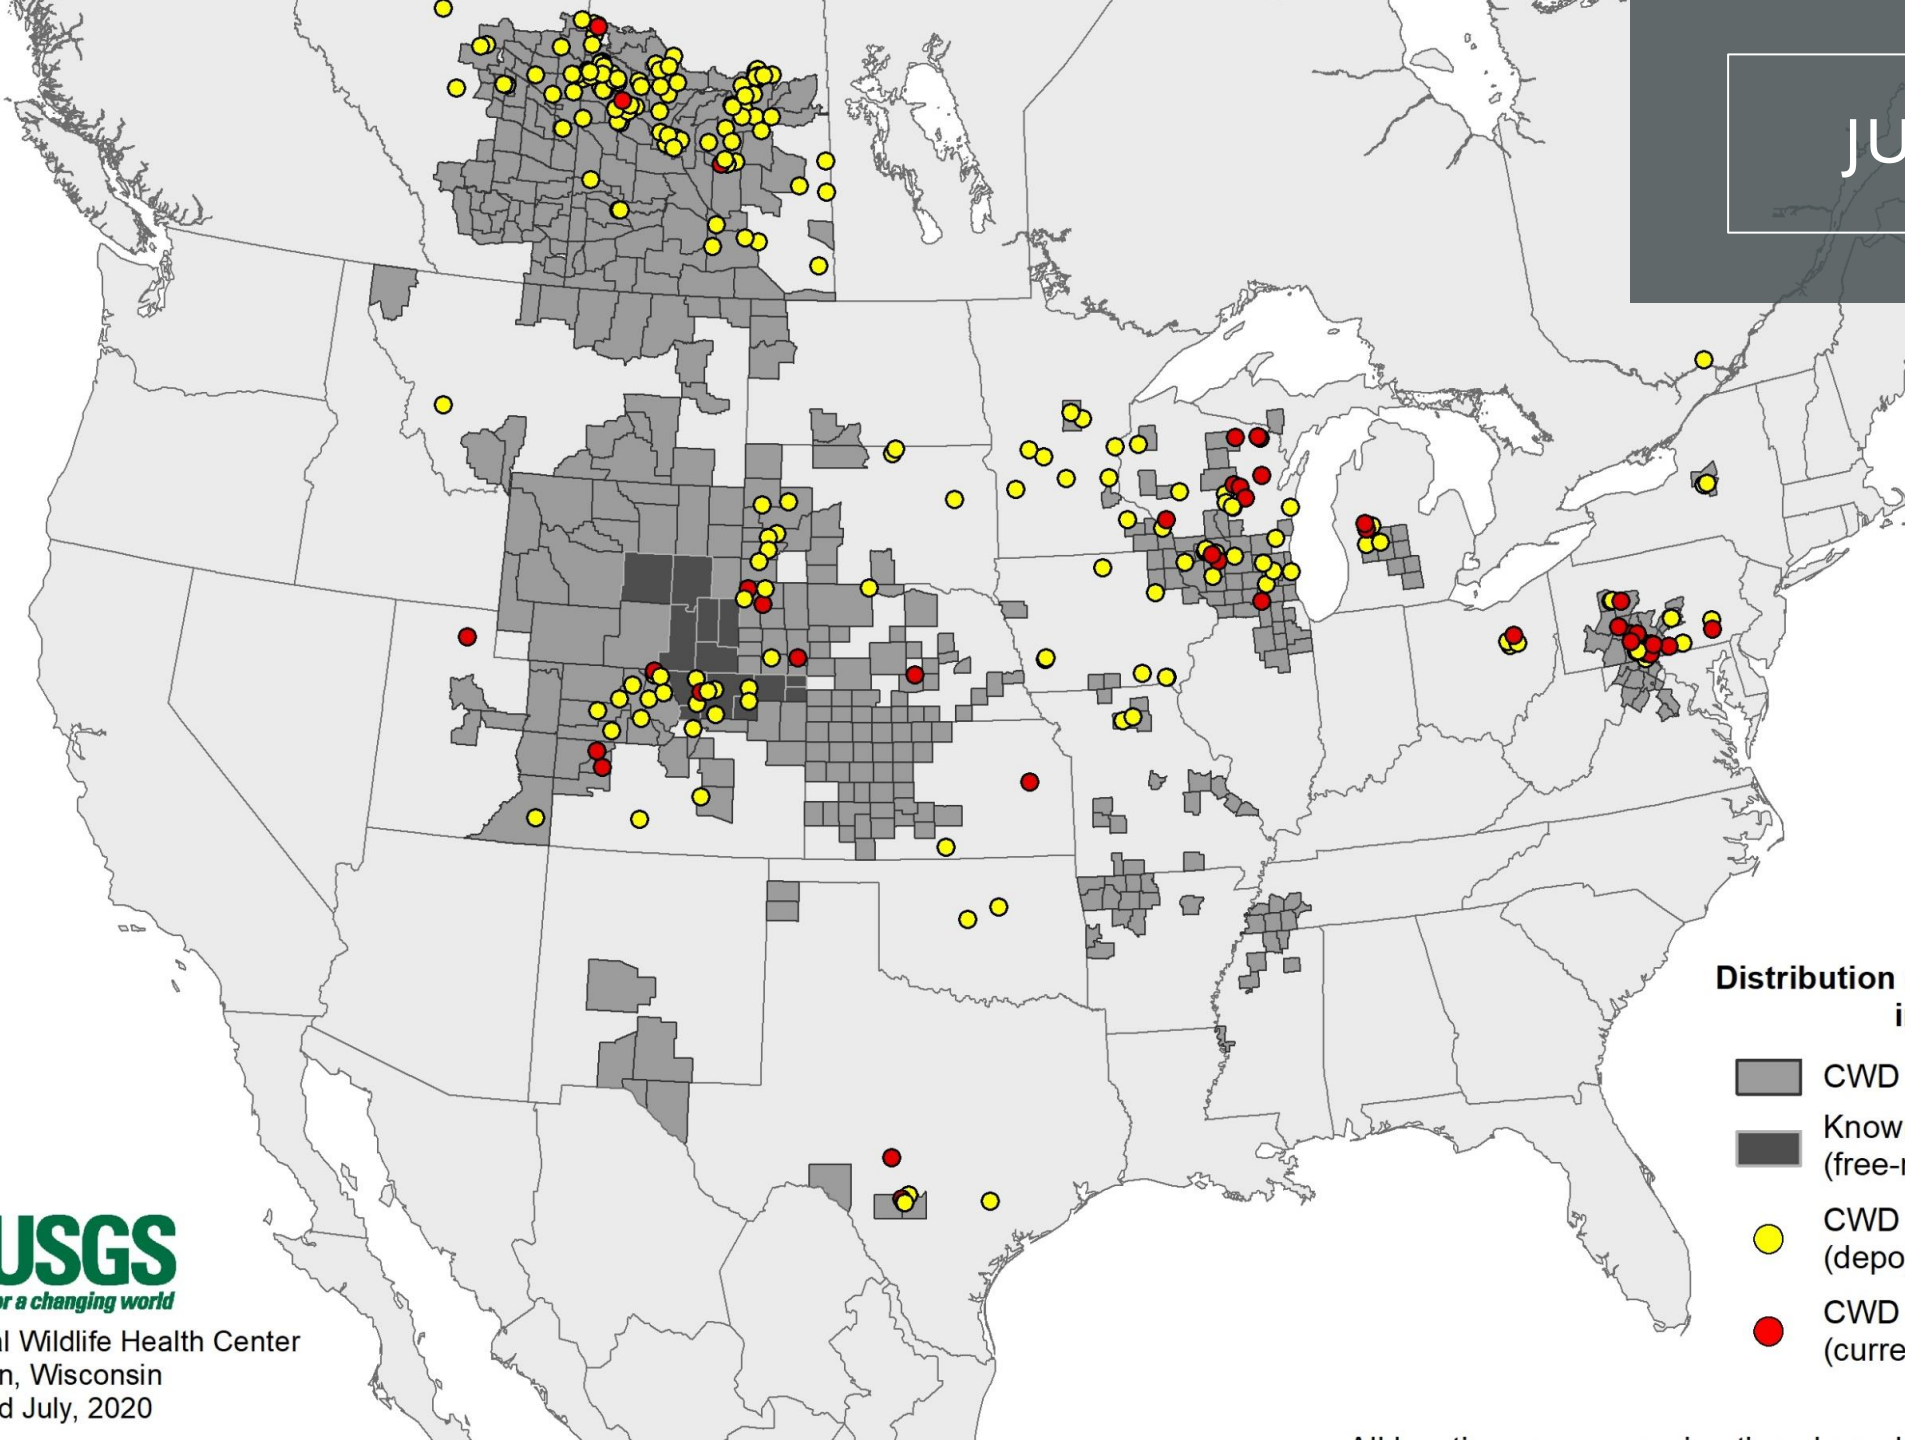 JU
Distribution
CWD
Know
(free-
CWD
(depo
CWD
(curre
USGS
or a changing world
al Wildlife Health Center
n, Wisconsin
d July, 2020